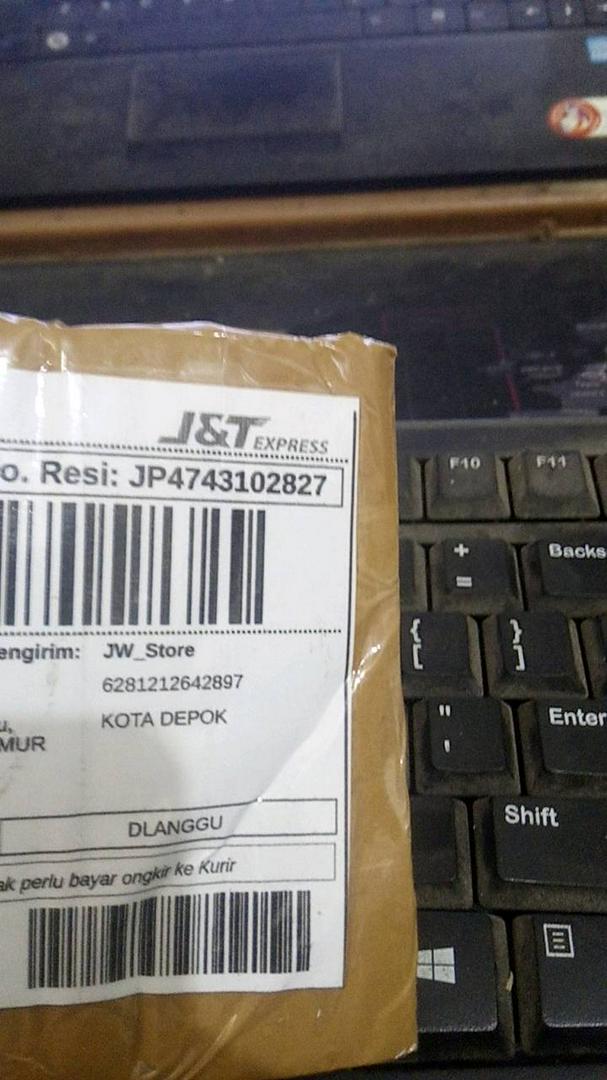 J&T EXPRESS
o. Resi: JP4743102827
engirim: JW_Store
6281212642897
u, KOTA DEPOK
MUR
DLANGGU
ak perlu bayar ongkir ke Kurir
F10
F11
+
=
Backs
{
[
}
]
"
'
Enter
Shift